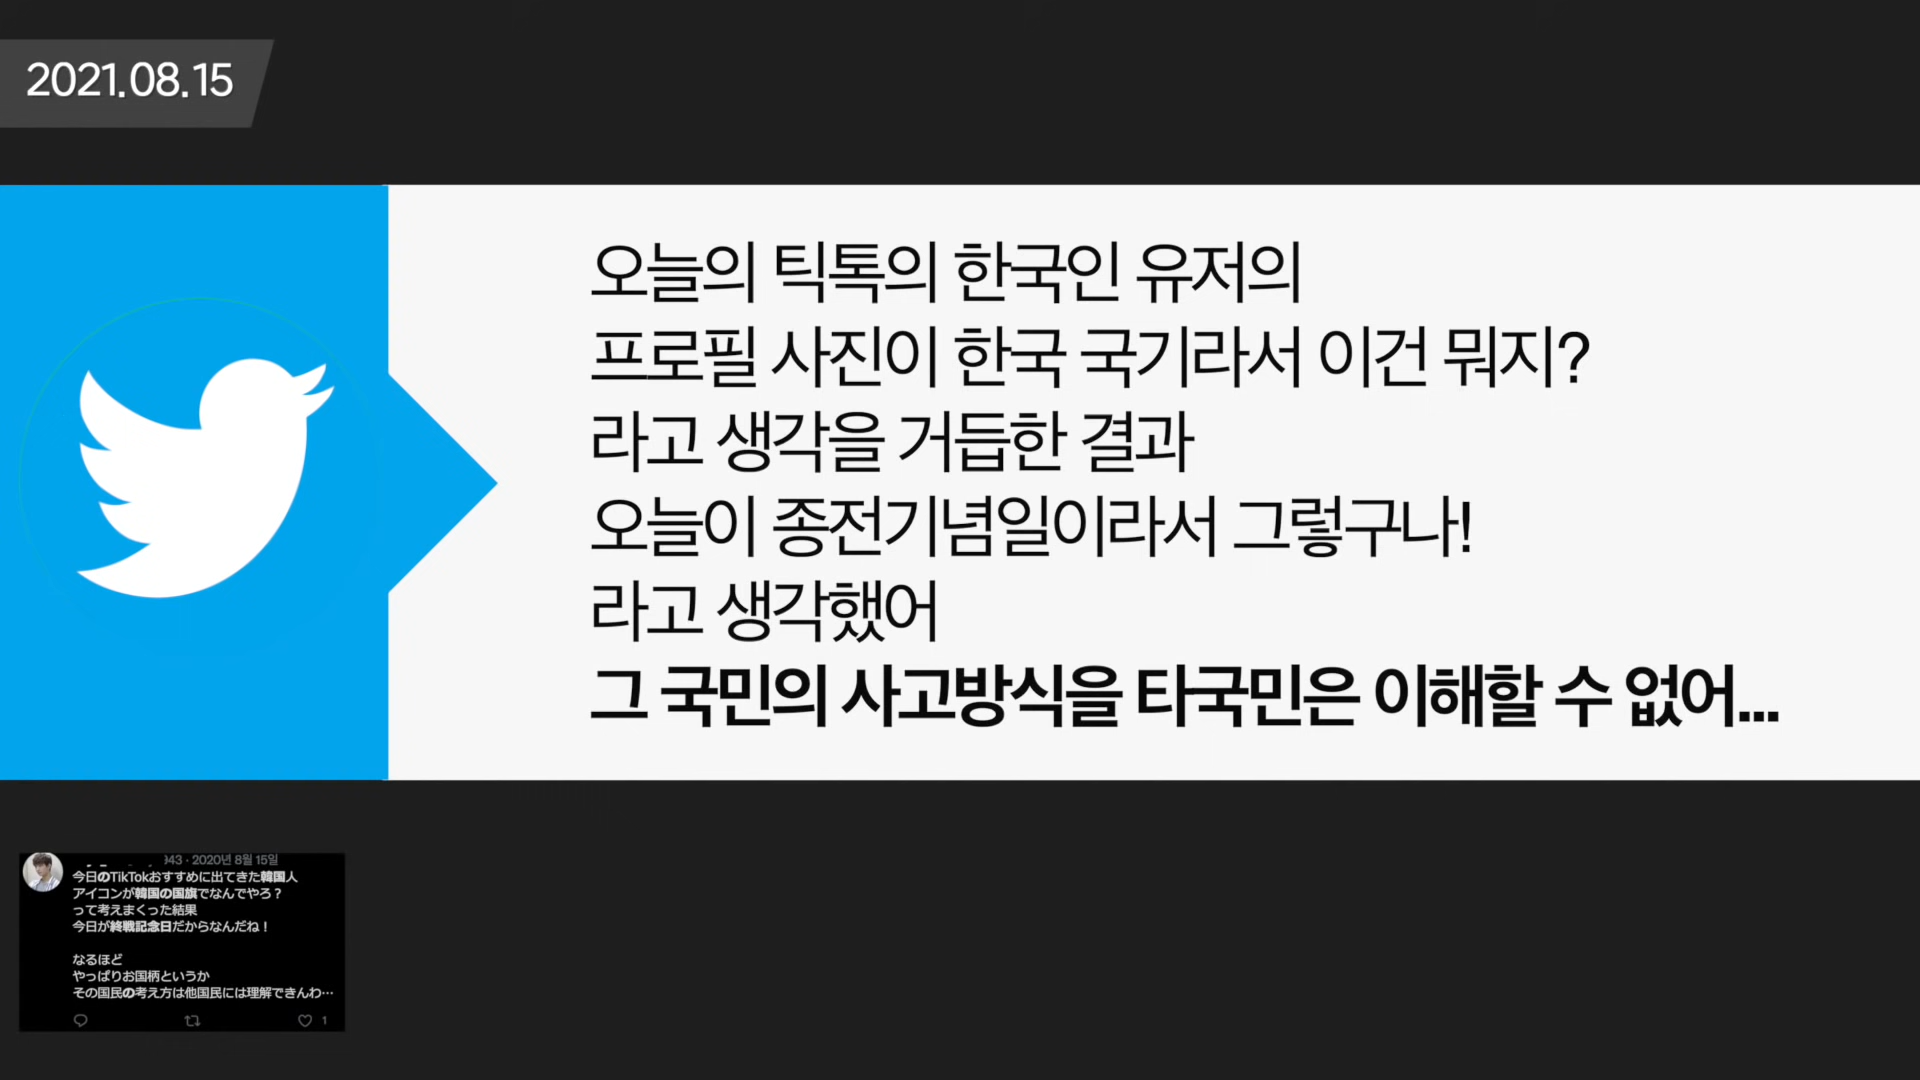 2021.08.15
오늘의 틱톡의 한국인 유저의
프로필 사진이 한국 국기라서 이건 뭐지?
라고 생각을 거듭한 결과
오늘이 종전기념일이라서 그렇구나!
라고 생각했어
그 국민의 사고방식을 타국민은 이해할 수 없어...
943 · 2020년 8월 15일
今日のTikTokおすすめに出てきた韓国人
アイコンが韓国の国旗でなんでやろ？
って考えまくった結果
今日が終戦記念日だからなんだね！
なるほど
やっぱりお国柄というか
その国民の考え方は他国民には理解できんわ…
1